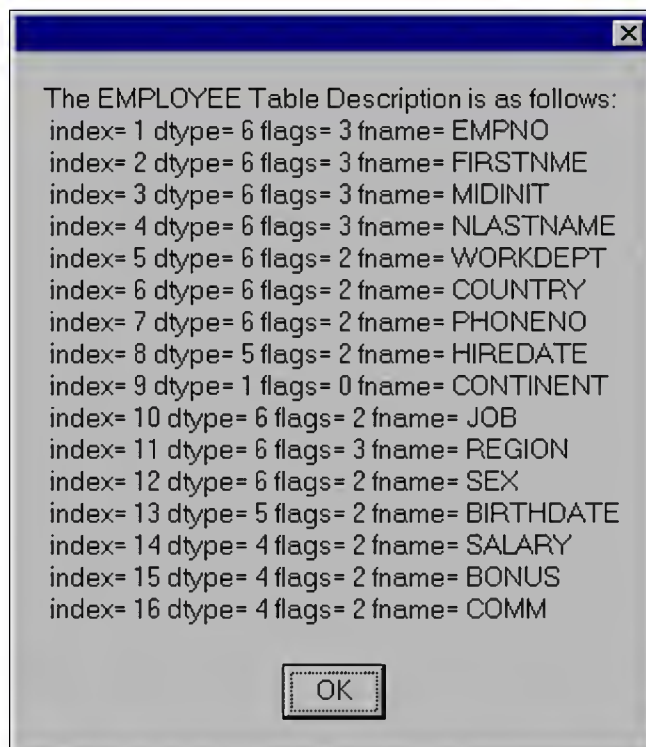 The EMPLOYEE Table Description is as follows:
index= 1 dtype= 6 flags= 3 fname= EMPNO
index= 2 dtype= 6 flags= 3 fname= FIRSTNME
index= 3 dtype= 6 flags= 3 fname= MIDINIT
index= 4 dtype= 6 flags= 3 fname= NLASTNAME
index= 5 dtype= 6 flags= 2 fname= WORKDEPT
index= 6 dtype= 6 flags= 2 fname= COUNTRY
index= 7 dtype= 6 flags= 2 fname= PHONENO
index= 8 dtype= 5 flags= 2 fname= HIREDATE
index= 9 dtype= 1 flags= 0 fname= CONTINENT
index= 10 dtype= 6 flags= 2 fname= JOB
index= 11 dtype= 6 flags= 3 fname= REGION
index= 12 dtype= 6 flags= 2 fname= SEX
index= 13 dtype= 5 flags= 2 fname= BIRTHDATE
index= 14 dtype= 4 flags= 2 fname= SALARY
index= 15 dtype= 4 flags= 2 fname= BONUS
index= 16 dtype= 4 flags= 2 fname= COMM
OK